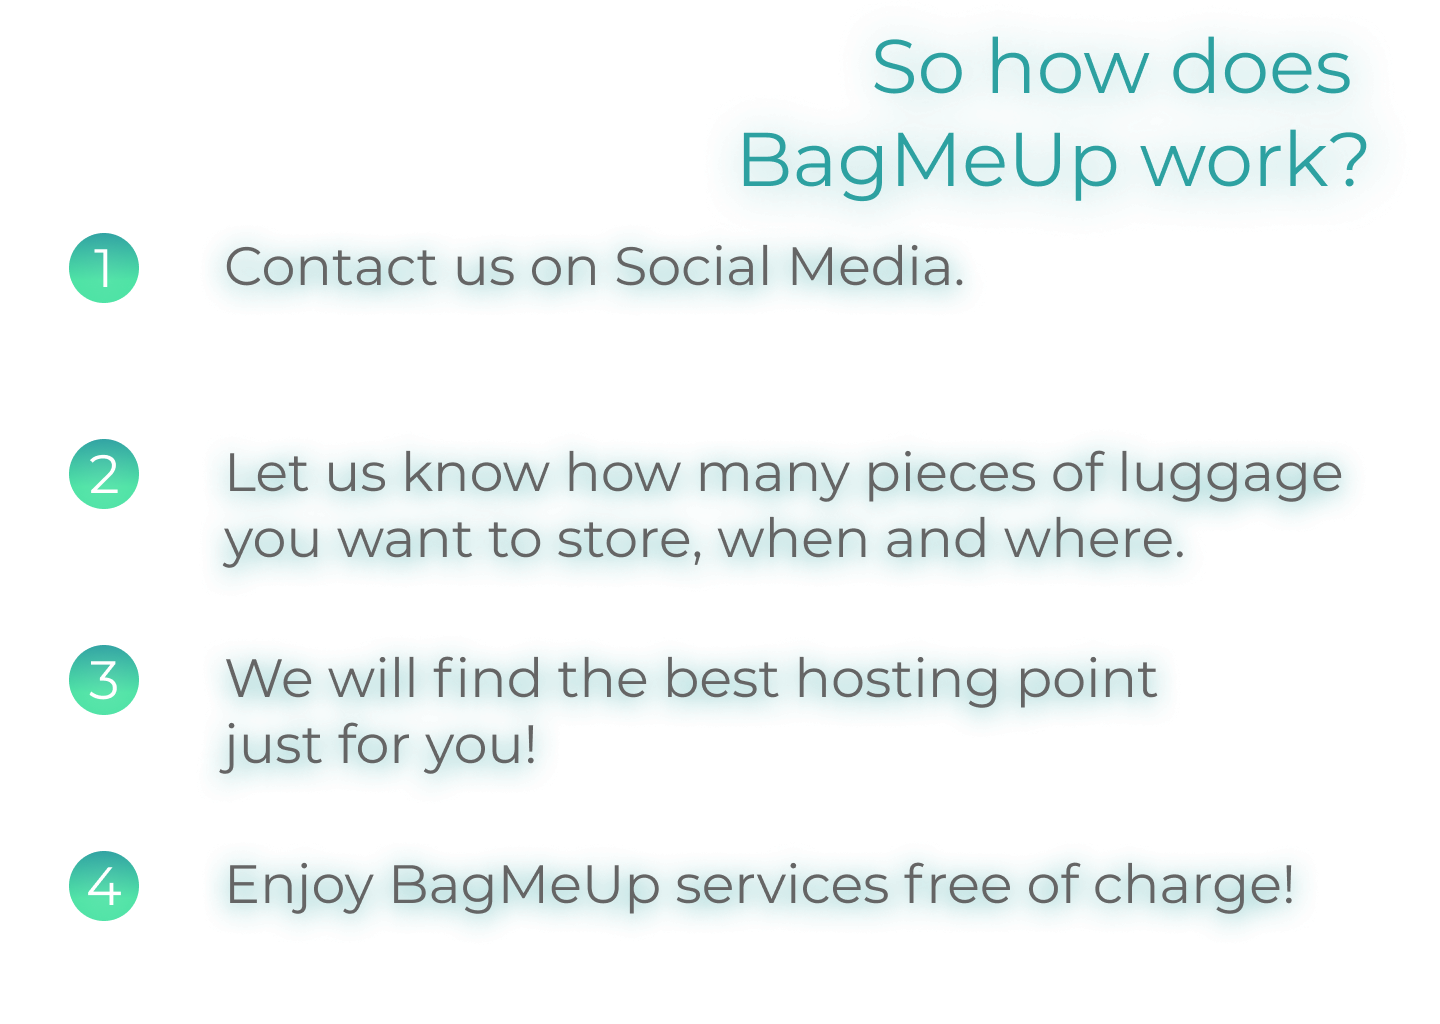 So how does
BagMeUp work?
1 Contact us on Social Media.
2 Let us know how many pieces of luggage
you want to store, when and where.
3 We will find the best hosting point
just for you!
4 Enjoy BagMeUp services free of charge!